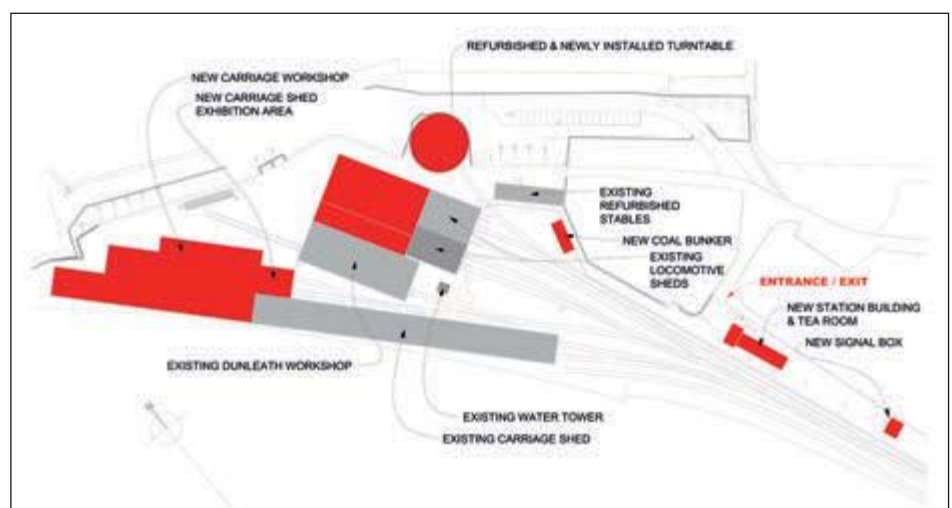 REFURBISHED & NEWLY INSTALLED TURNTABLE
NEW CARRIAGE WORKSHOP
NEW CARRIAGE SHED
EXHIBITION AREA
EXISTING
REFURBISHED
STABLES
NEW COAL BUNKER
EXISTING
LOCOMOTIVE
SHEDS
ENTRANCE / EXIT
NEW STATION BUILDING
& TEA ROOM
NEW SIGNAL BOX
EXISTING DUNLEATH WORKSHOP
EXISTING WATER TOWER
EXISTING CARRIAGE SHED